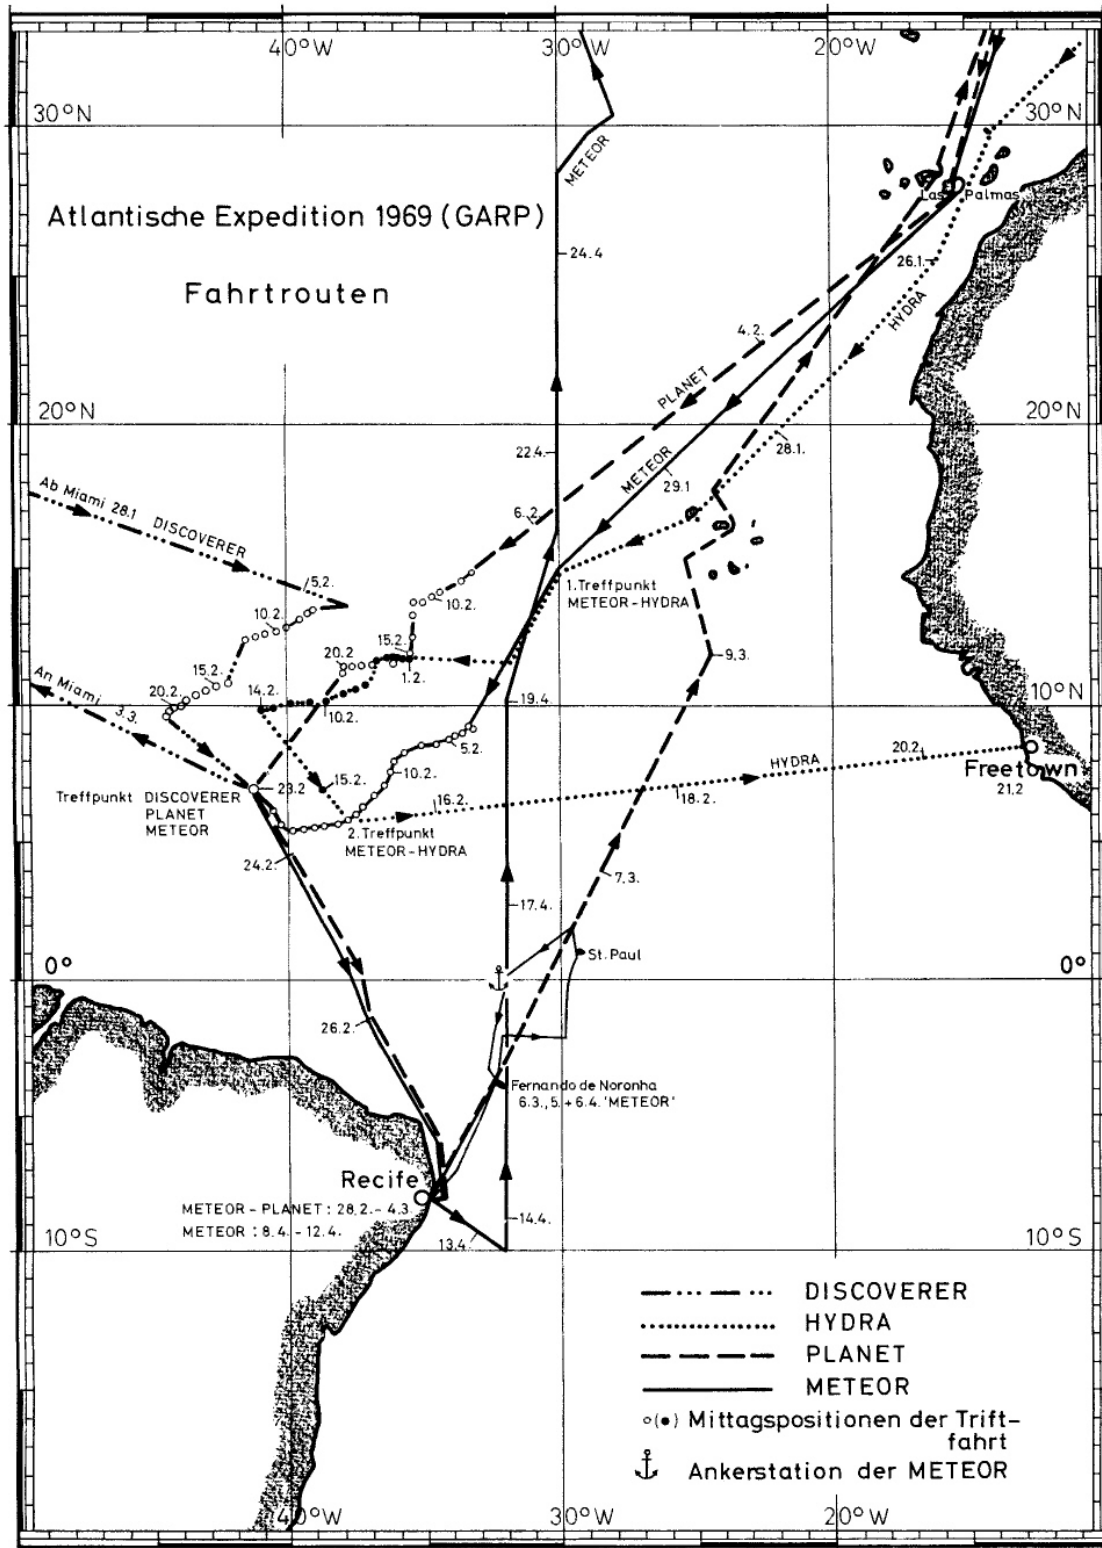 40°W 30°W 20°W
30°N 30°N
METEOR
Las Palmas
Atlantische Expedition 1969 (GARP)
24.4
26.1.
Fahrtrouten
HYDRA
4.2.
PLANET
20°N 20°N
22.4.
METEOR
28.1.
29.1
Ab Miami 28.1 DISCOVERER
6.2.
5.2.
1.Treffpunkt
METEOR-HYDRA
10.2.
10.2.
15.2.
20.2
15.2.
1.2.
9.3.
An Miami 3.3.
20.2.
14.2.
10.2.
19.4.
10°N 10°N
5.2.
20.2.
HYDRA
Freetown
21,2
10.2.
15.2.
23.2
16.2.
18.2.
Treffpunkt DISCOVERER
PLANET
METEOR
2.Treffpunkt
METEOR-HYDRA
24.2.
7.3.
17.4.
St. Paul
0° 0°
26.2.
Fernando de Noronha
6.3.,5.+6.4.'METEOR'
Recife
METEOR-PLANET: 28.2.-4.3.
METEOR: 8.4.-12.4.
14.4.
13.4.
10°S 10°S
DISCOVERER
HYDRA
PLANET
METEOR
Mittagspositionen der Trift-
fahrt
Ankerstation der METEOR
40°W 30°W 20°W